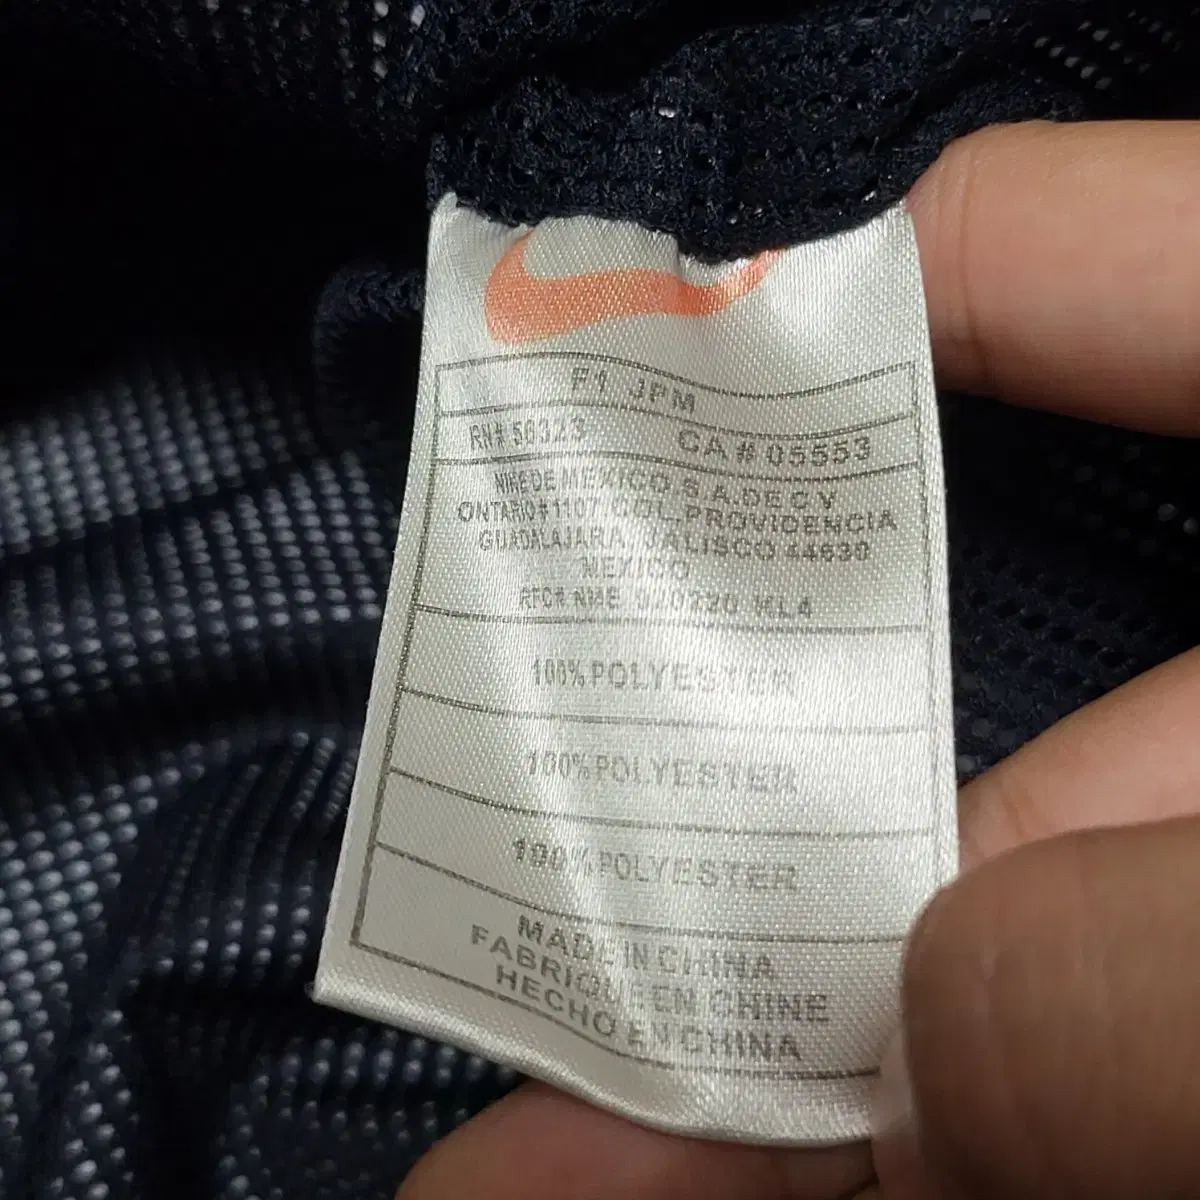 F1 JPM
RN# 56323 CA # 05553
NIKE DE MEXICO, S.A. DE C.V
ONTARIO #1107, COL. PROVIDENCIA
GUADALAJARA, JALISCO 44630
MEXICO
RFC# NME 920220 KL4
100% POLYESTER
100% POLYESTER
100% POLYESTER
MADE IN CHINA
FABRIQUE EN CHINE
HECHO EN CHINA